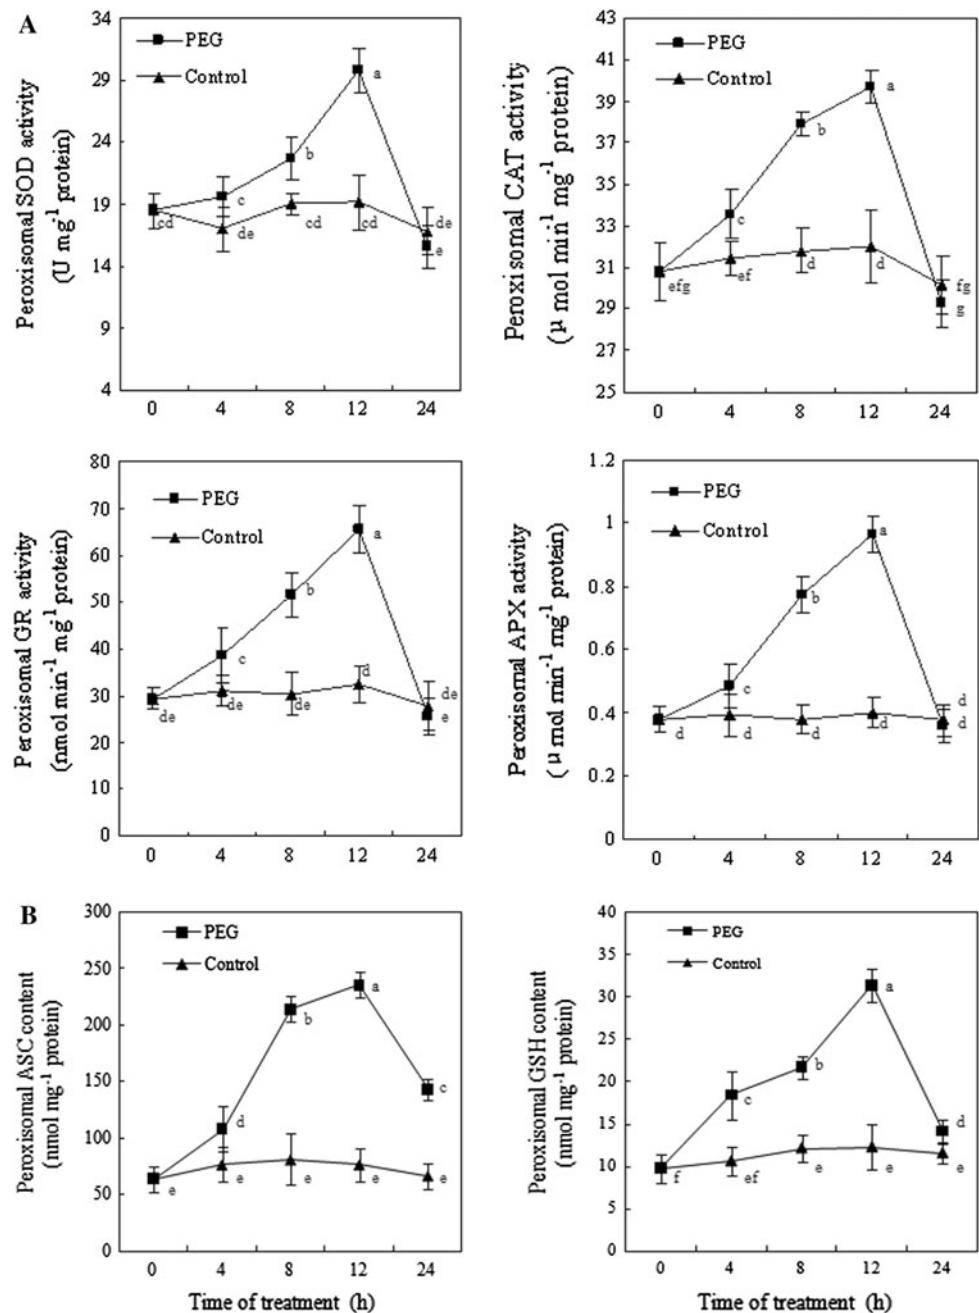 A
Peroxisomal SOD activity
(U mg-1 protein)
34
29
24
19
14
9
4
PEG
Control
a
b
c
cd
de
cd
cd
de
e
0 4 8 12 24
Peroxisomal CAT activity
(μ mol min-1 mg-1 protein)
43
41
39
37
35
33
31
29
27
25
PEG
Control
a
b
c
efg
ef
d
d
fg
g
0 4 8 12 24
Peroxisomal GR activity
(nmol min-1 mg-1 protein)
80
70
60
50
40
30
20
10
0
PEG
Control
a
b
c
d
de
de
de
de
e
0 4 8 12 24
Peroxisomal APX activity
(μ mol min-1 mg-1 protein)
1.2
1
0.8
0.6
0.4
0.2
0
PEG
Control
a
b
c
d
d
d
d
d
d
0 4 8 12 24
B
Peroxisomal ASC content
(nmol mg-1 protein)
300
250
200
150
100
50
0
PEG
Control
a
b
c
d
e
e
e
e
e
0 4 8 12 24
Time of treatment (h)
Peroxisomal GSH content
(nmol mg-1 protein)
40
35
30
25
20
15
10
5
0
PEG
Control
a
b
c
d
f
ef
e
e
e
0 4 8 12 24
Time of treatment (h)